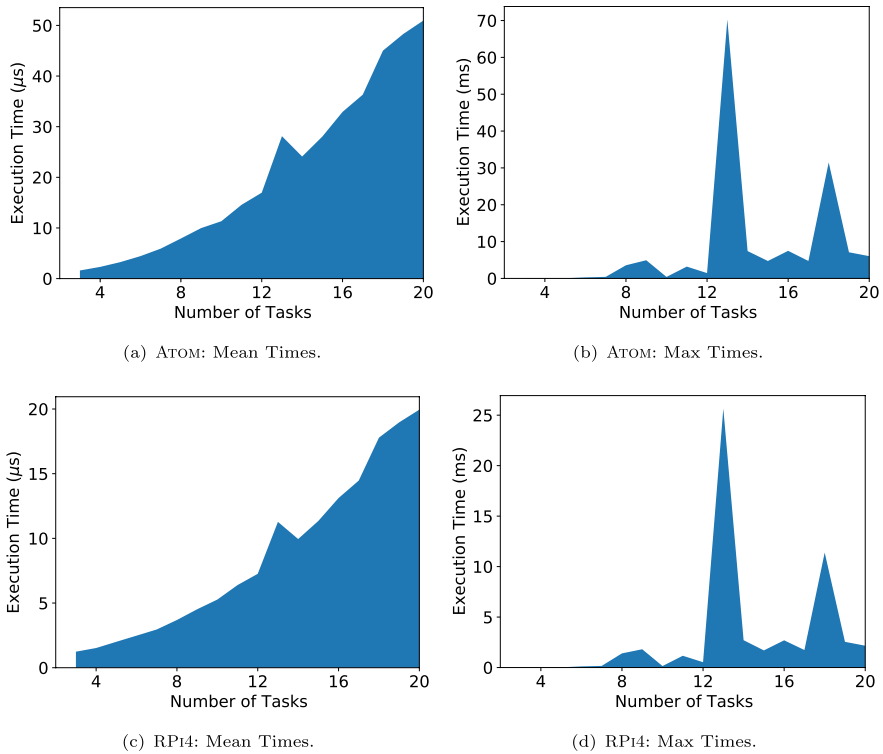 50
40
30
20
10
0
4 8 12 16 20
Execution Time (μs)
Number of Tasks
(a) ATOM: Mean Times.
70
60
50
40
30
20
10
0
4 8 12 16 20
Execution Time (ms)
Number of Tasks
(b) ATOM: Max Times.
20
15
10
5
0
4 8 12 16 20
Execution Time (μs)
Number of Tasks
(c) RPI4: Mean Times.
25
20
15
10
5
0
4 8 12 16 20
Execution Time (ms)
Number of Tasks
(d) RPI4: Max Times.